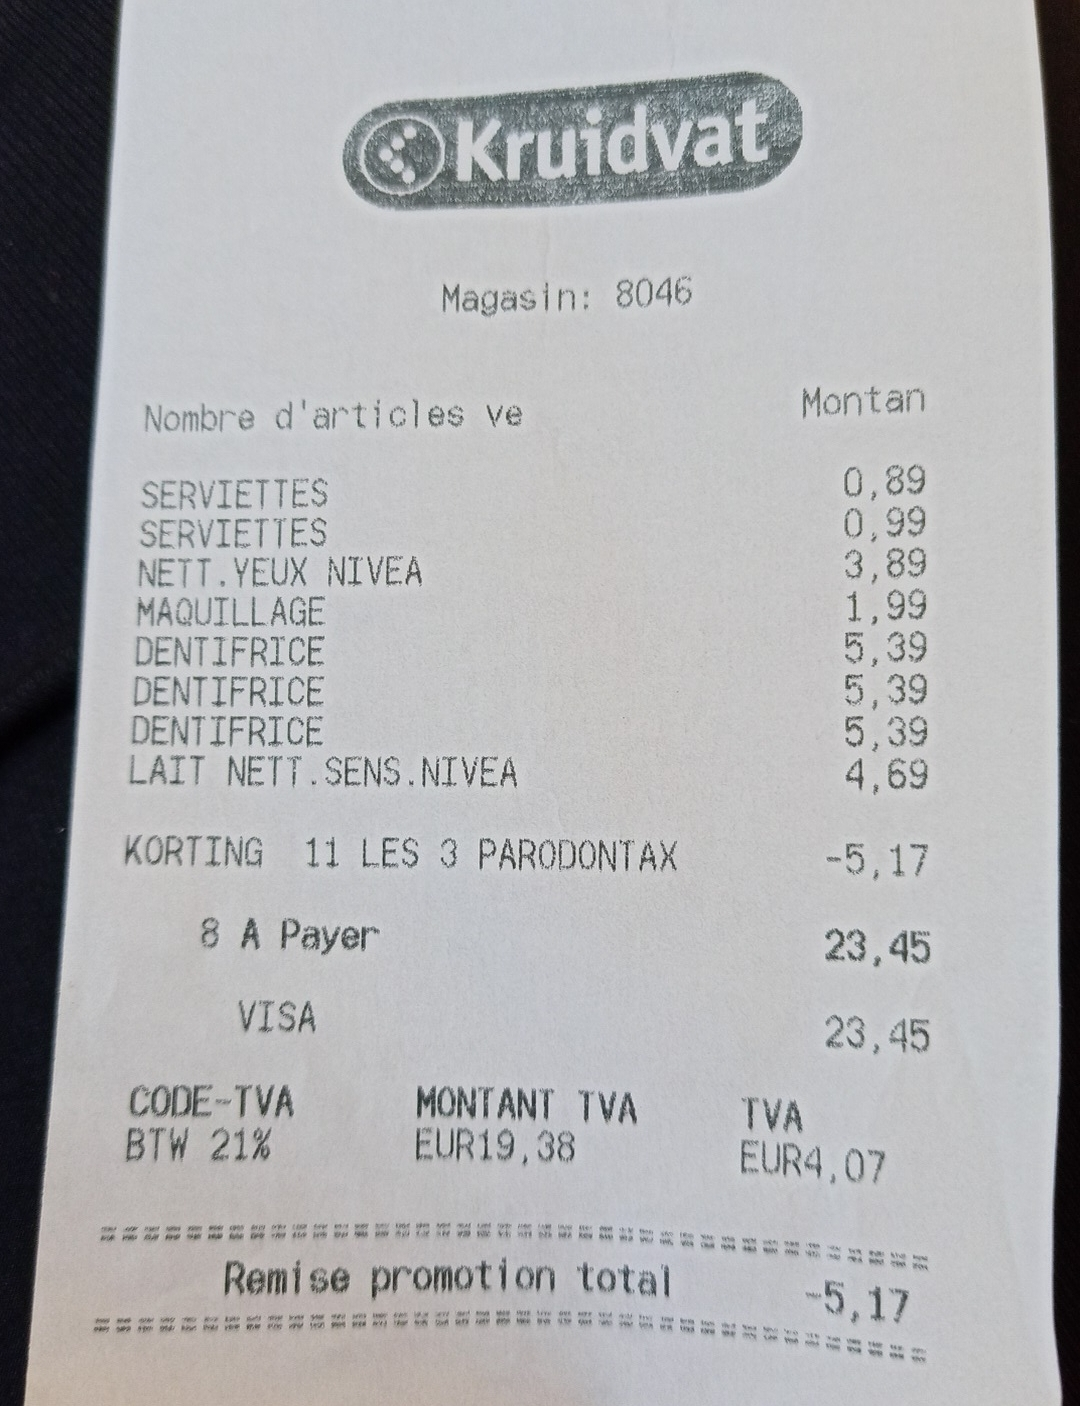 Kruidvat
Magasin: 8046
Nombre d'articles ve Montan
SERVIETTES 0,89
SERVIETTES 0,99
NETT.YEUX NIVEA 3,89
MAQUILLAGE 1,99
DENTIFRICE 5,39
DENTIFRICE 5,39
DENTIFRICE 5,39
LAIT NETT.SENS.NIVEA 4,69
KORTING 11 LES 3 PARODONTAX -5,17
8 A Payer 23,45
VISA 23,45
CODE-TVA MONTANT TVA TVA
BTW 21% EUR19,38 EUR4,07
========================================
Remise promotion total -5,17
========================================